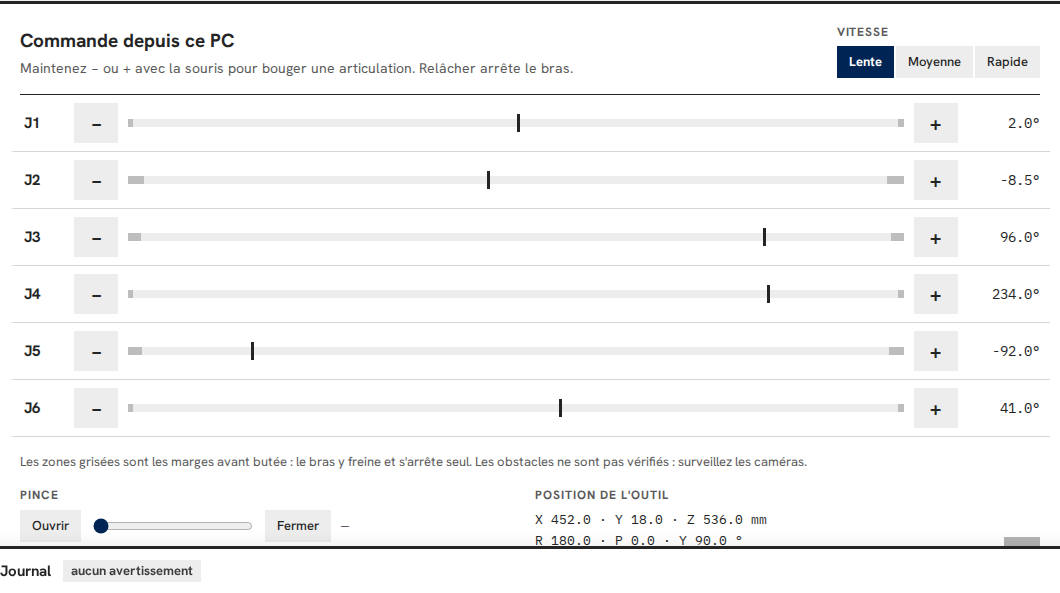 Commande depuis ce PC
Maintenez – ou + avec la souris pour bouger une articulation. Relâcher arrête le bras.
VITESSE
Lente Moyenne Rapide
J1 – + 2.0°
J2 – + -8.5°
J3 – + 96.0°
J4 – + 234.0°
J5 – + -92.0°
J6 – + 41.0°
Les zones grisées sont les marges avant butée : le bras y freine et s'arrête seul. Les obstacles ne sont pas vérifiés : surveillez les caméras.
PINCE
Ouvrir Fermer —
POSITION DE L'OUTIL
X 452.0 · Y 18.0 · Z 536.0 mm
R 180.0 · P 0.0 · Y 90.0 °
Journal aucun avertissement